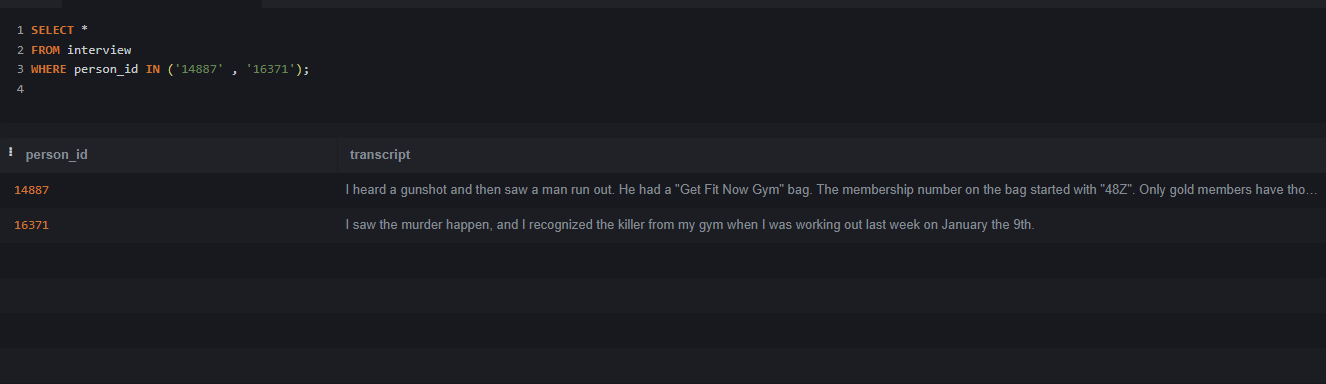 1 SELECT *
2 FROM interview
3 WHERE person_id IN ('14887' , '16371');
4
person_id transcript
14887 I heard a gunshot and then saw a man run out. He had a "Get Fit Now Gym" bag. The membership number on the bag started with "48Z". Only gold members have tho...
16371 I saw the murder happen, and I recognized the killer from my gym when I was working out last week on January the 9th.